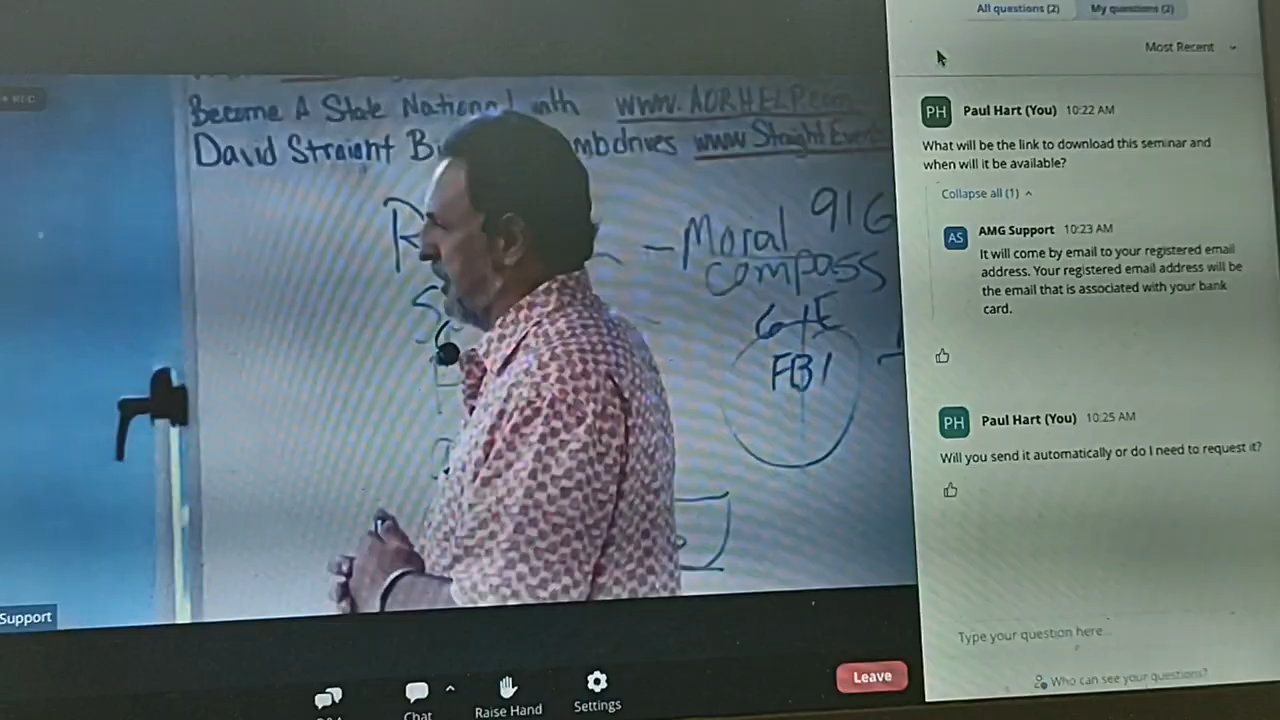 REC
Become A State National with www.AORHELP.com
David Straight www.StraightEver
Moral 916
compass
G+E
FBI
Support
Chat
Raise Hand
Settings
Leave
All questions (2) My questions (2)
Most Recent
PH Paul Hart (You) 10:22 AM
What will be the link to download this seminar and
when will it be available?
Collapse all (1)
AS AMG Support 10:23 AM
It will come by email to your registered email
address. Your registered email address will be
the email that is associated with your bank
card.
PH Paul Hart (You) 10:25 AM
Will you send it automatically or do I need to request it?
Type your question here...
Who can see your questions?